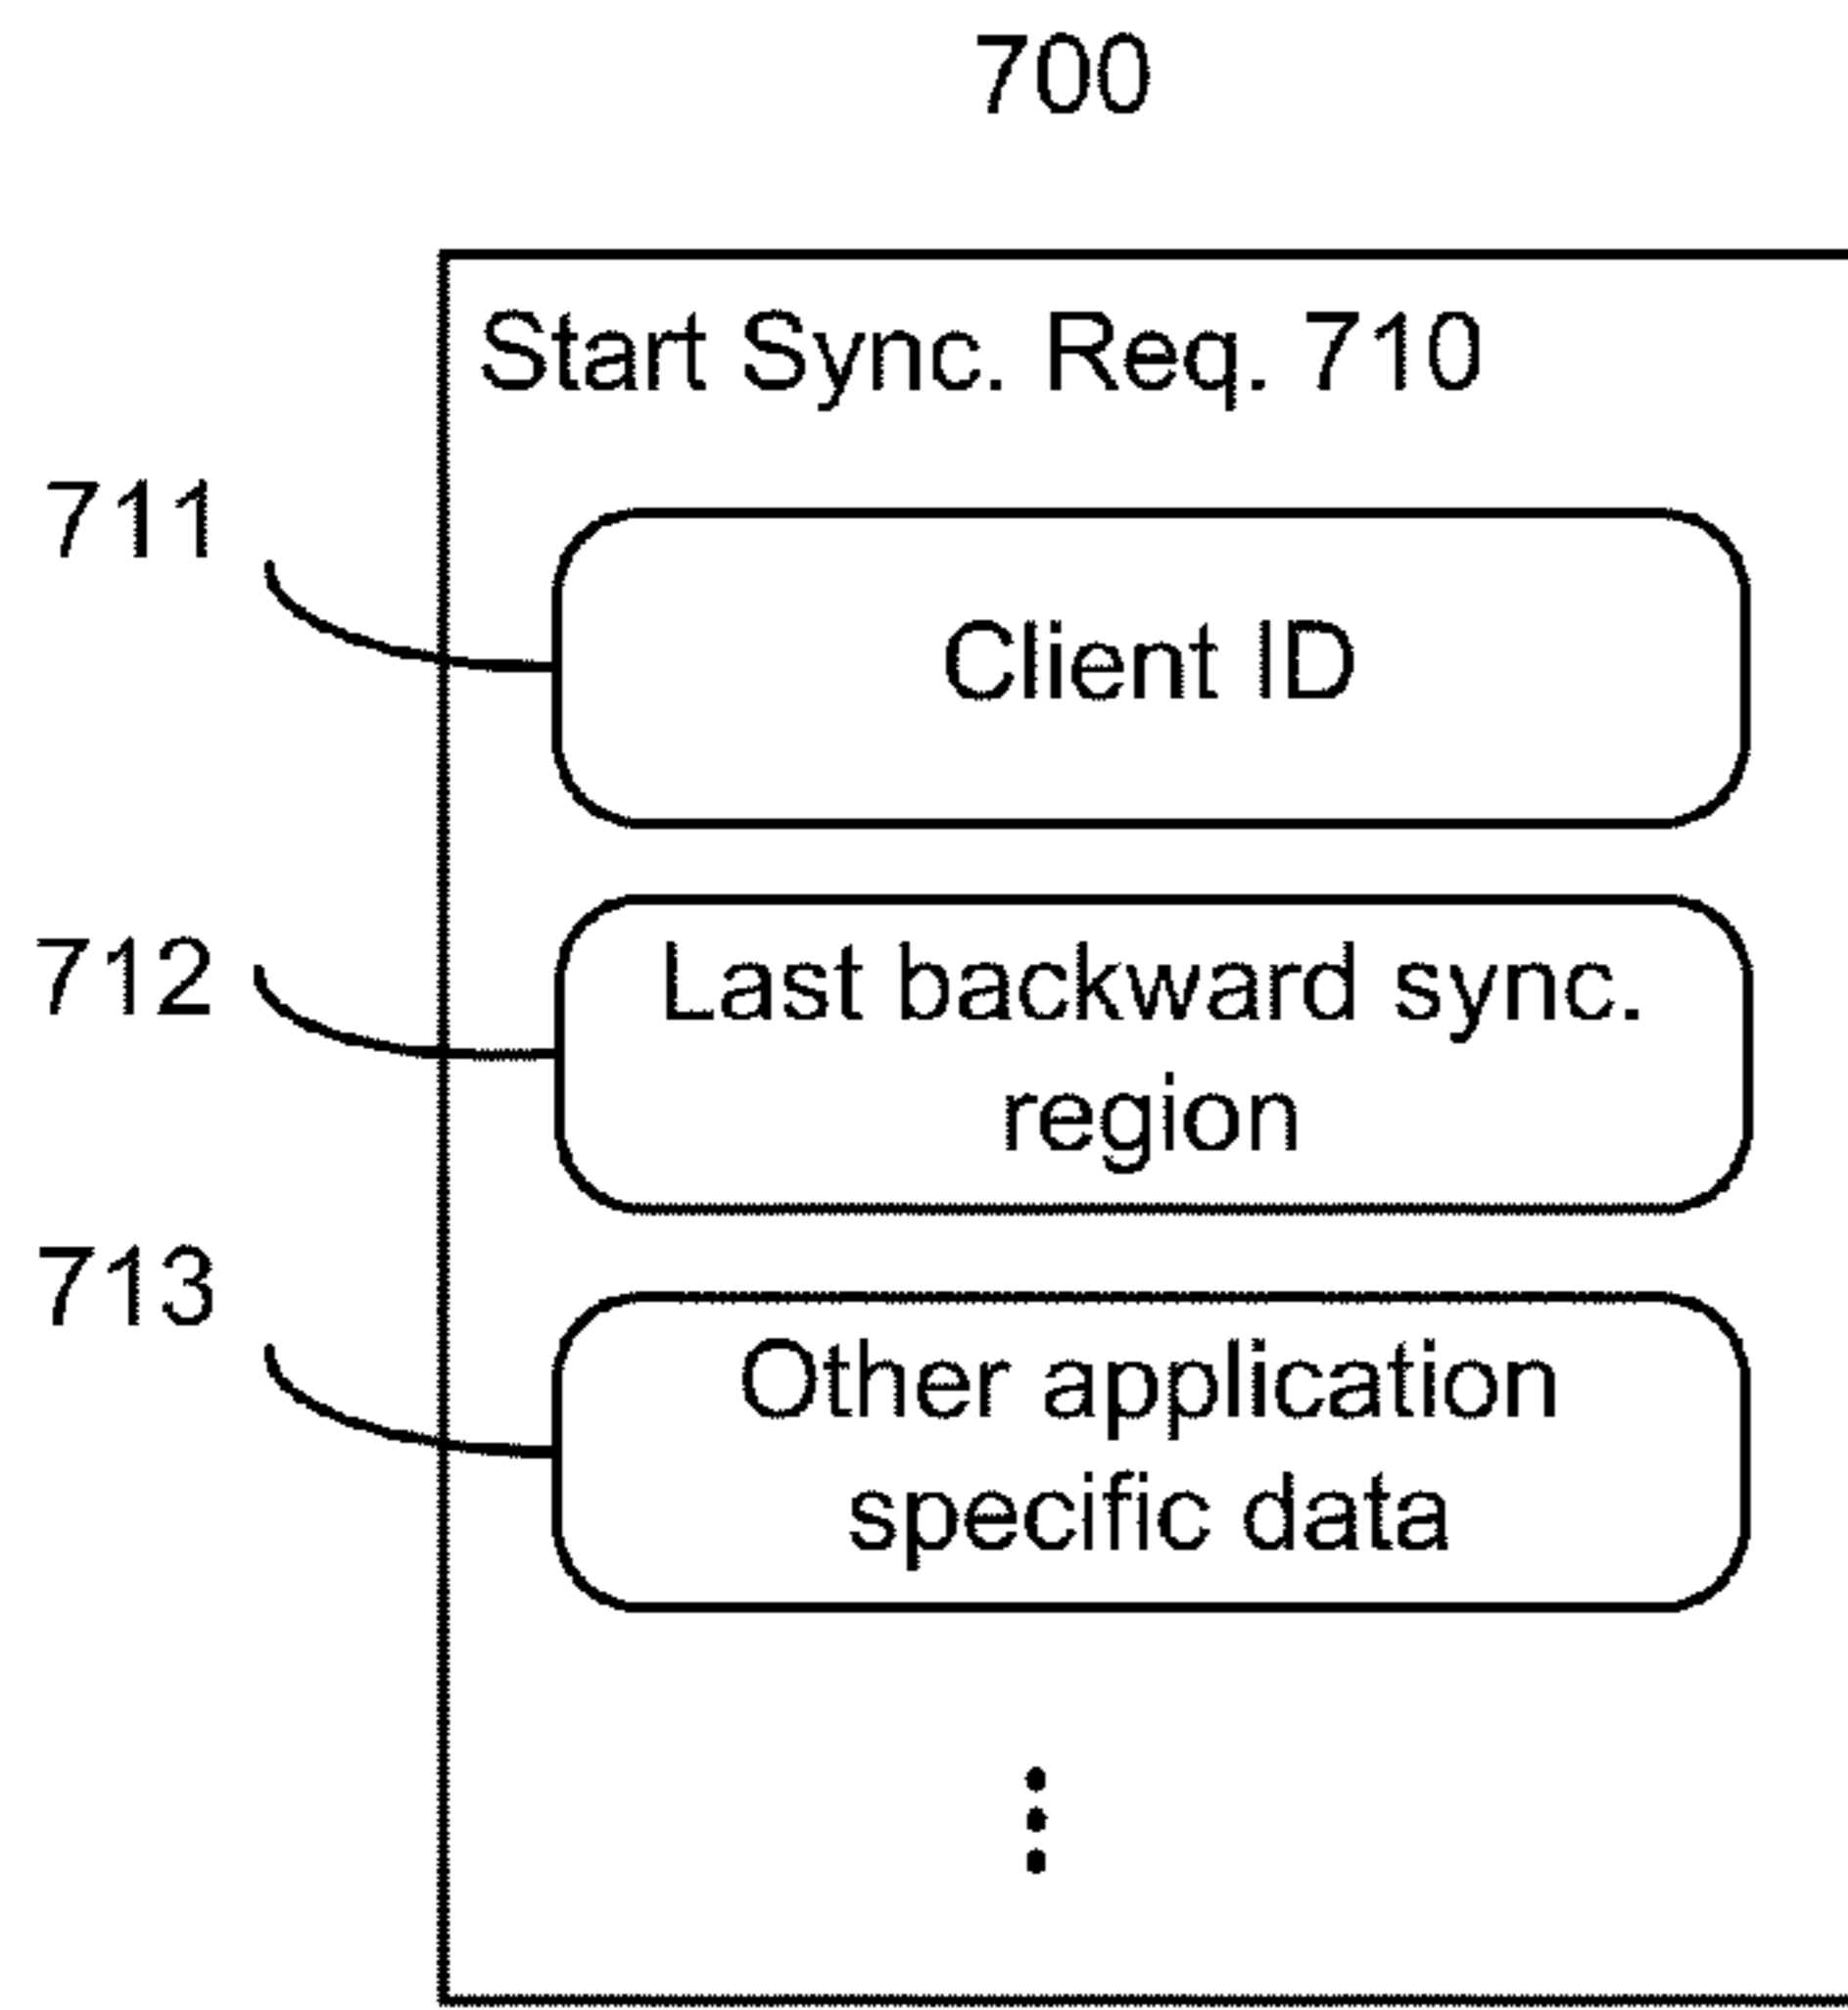 700
Start Sync. Req. 710
711
Client ID
712
Last backward sync.
region
713
Other application
specific data